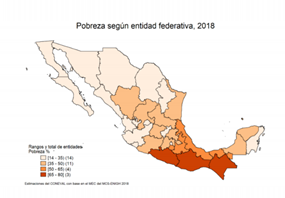 Pobreza según entidad federativa, 2018
Rangos y total de entidades
Pobreza %
(14 - 35) (14)
(35 - 50) (11)
(50 - 65) (4)
(65 - 80) (3)
Estimaciones del CONEVAL con base en el MEC del MCS-ENIGH 2018